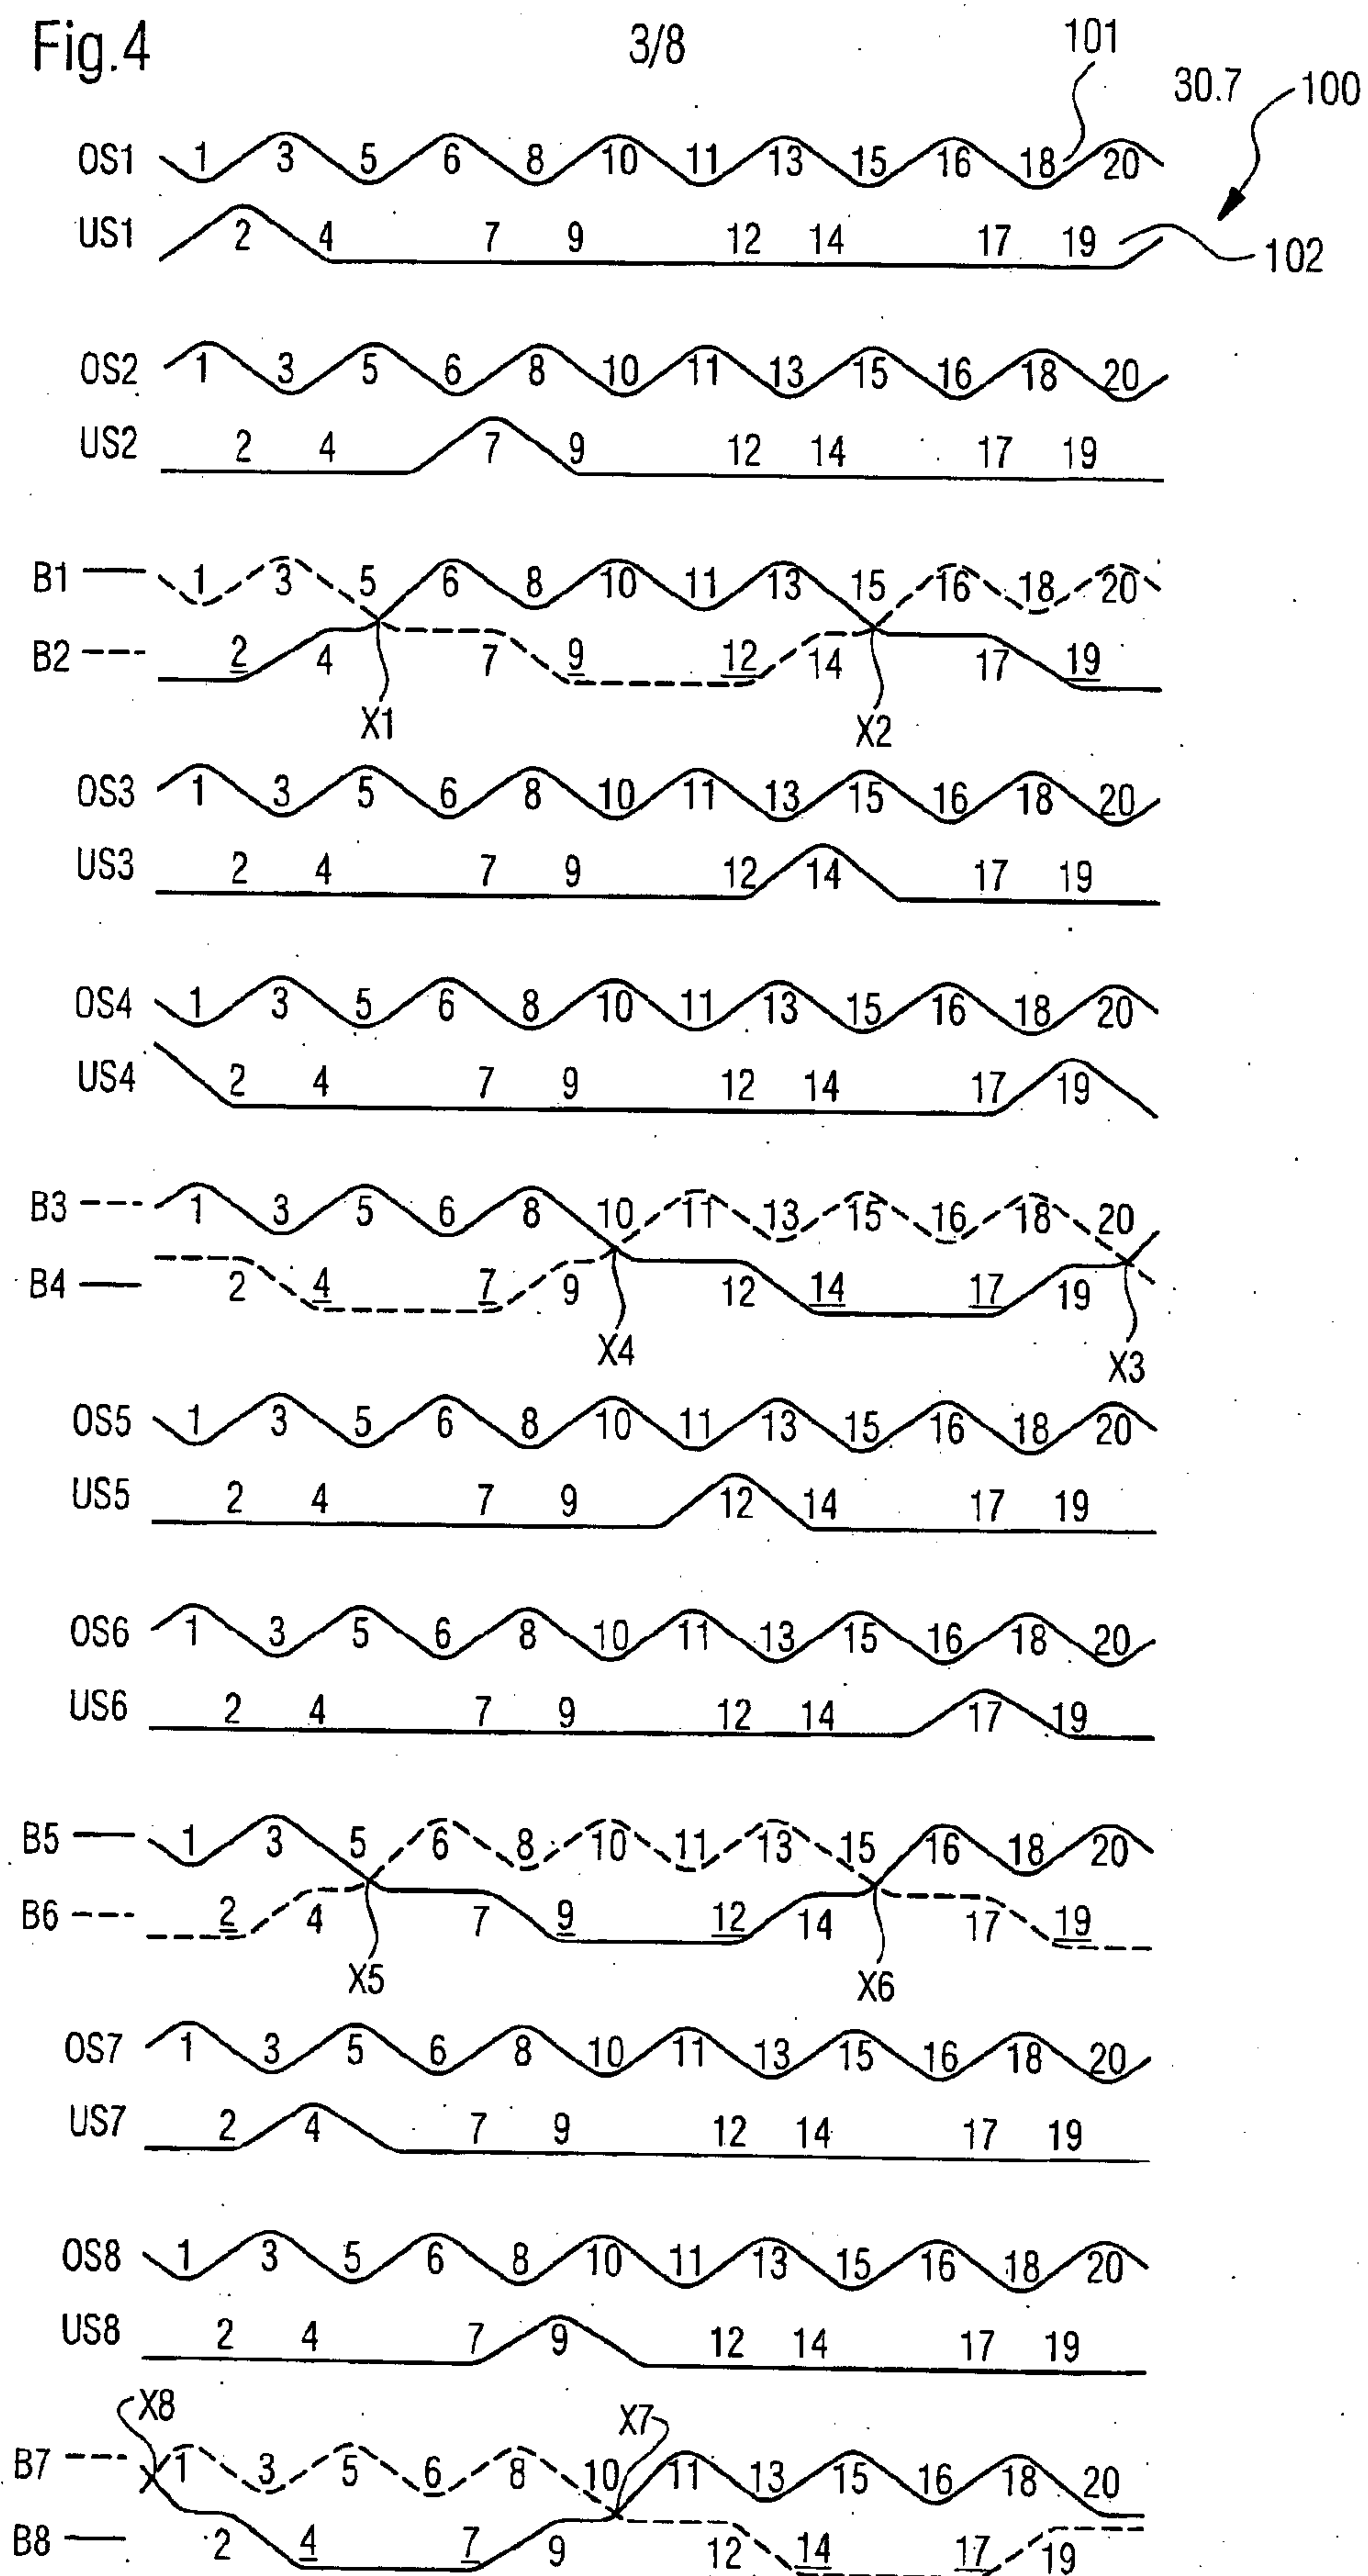 Fig.4 3/8 101
30.7 100
OS1 1 3 5 6 8 10 11 13 15 16 18 20
US1 2 4 7 9 12 14 17 19
102
OS2 1 3 5 6 8 10 11 13 15 16 18 20
US2 2 4 7 9 12 14 17 19
B1 1 3 5 6 8 10 11 13 15 16 18 20
B2 2 4 7 9 12 14 17 19
X1 X2
OS3 1 3 5 6 8 10 11 13 15 16 18 20
US3 2 4 7 9 12 14 17 19
OS4 1 3 5 6 8 10 11 13 15 16 18 20
US4 2 4 7 9 12 14 17 19
B3 1 3 5 6 8 10 11 13 15 16 18 20
B4 2 4 7 9 12 14 17 19
X4 X3
OS5 1 3 5 6 8 10 11 13 15 16 18 20
US5 2 4 7 9 12 14 17 19
OS6 1 3 5 6 8 10 11 13 15 16 18 20
US6 2 4 7 9 12 14 17 19
B5 1 3 5 6 8 10 11 13 15 16 18 20
B6 2 4 7 9 12 14 17 19
X5 X6
OS7 1 3 5 6 8 10 11 13 15 16 18 20
US7 2 4 7 9 12 14 17 19
OS8 1 3 5 6 8 10 11 13 15 16 18 20
US8 2 4 7 9 12 14 17 19
X8 X7
B7 1 3 5 6 8 10 11 13 15 16 18 20
B8 2 4 7 9 12 14 17 19